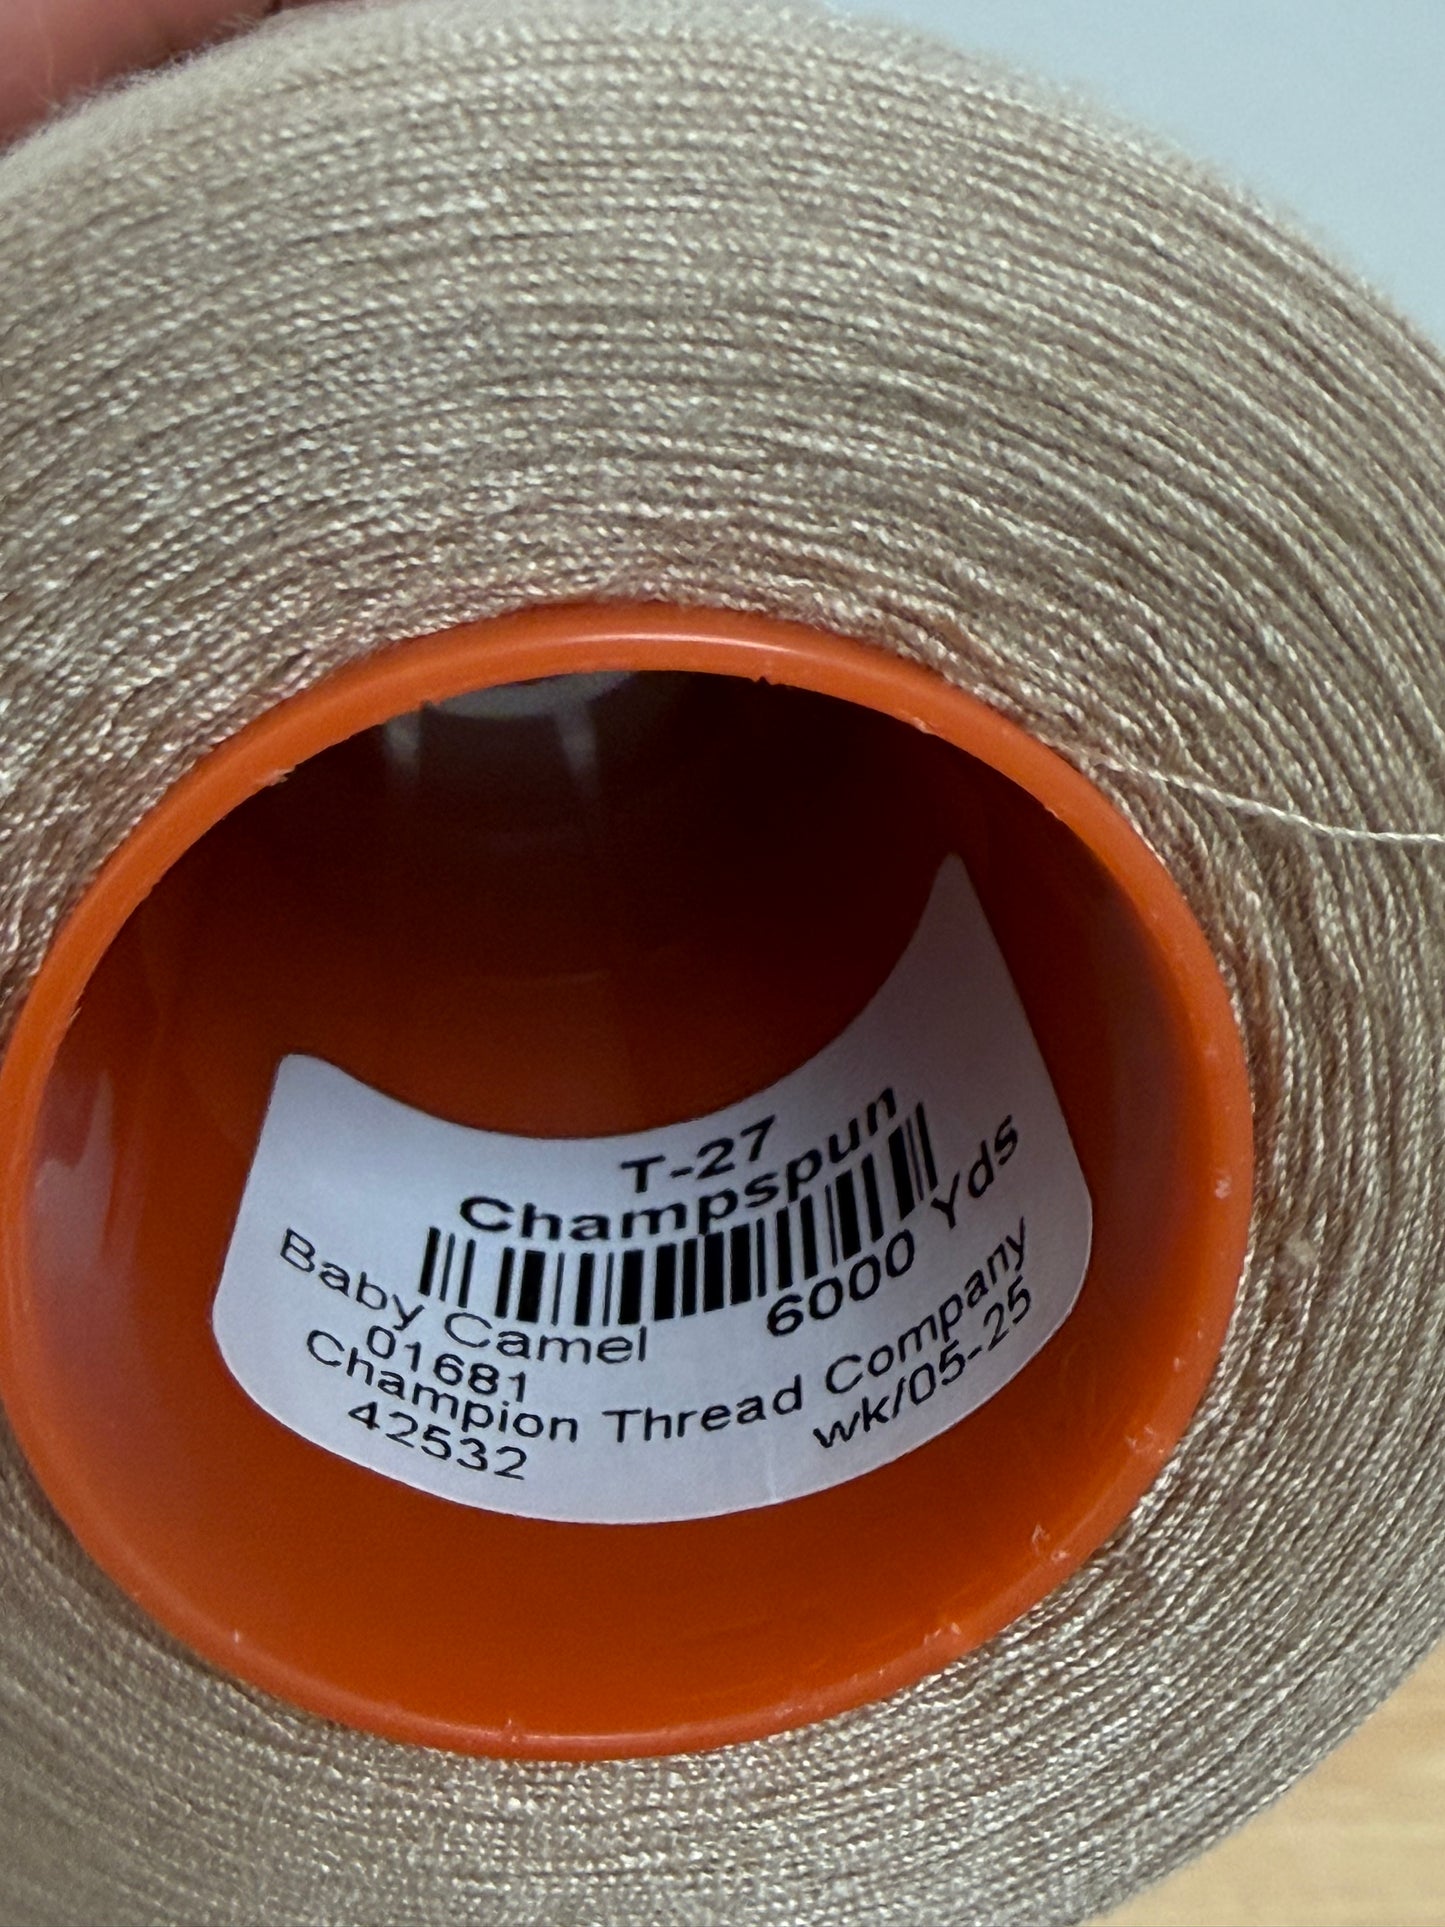 T-27
Champspun
Baby Camel 6000 Yds
01681
Champion Thread Company
42532 wk/05-25